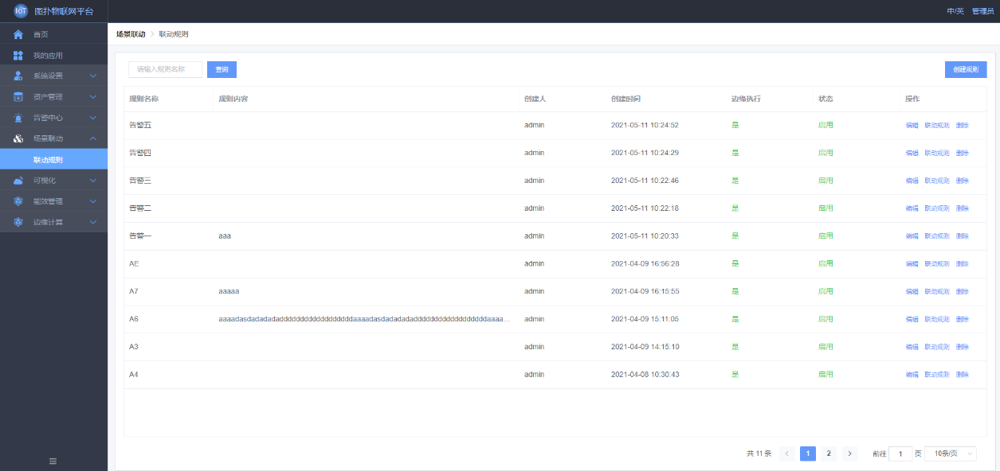 IoT 图扑物联网平台
中/英 管理员
首页
我的应用
系统设置
资产管理
告警中心
场景联动
联动规则
可视化
能效管理
边缘计算
场景联动 > 联动规则
请输入规则名称 查询 创建规则
规则名称 规则内容 创建人 创建时间 边缘执行 状态 操作
告警五 admin 2021-05-11 10:24:52 是 启用 编辑 联动规则 删除
告警四 admin 2021-05-11 10:24:29 是 启用 编辑 联动规则 删除
告警三 admin 2021-05-11 10:22:46 是 启用 编辑 联动规则 删除
告警二 admin 2021-05-11 10:22:18 是 启用 编辑 联动规则 删除
告警一 aaa admin 2021-05-11 10:20:33 是 启用 编辑 联动规则 删除
AE admin 2021-04-09 16:56:28 是 启用 编辑 联动规则 删除
A7 aaaaa admin 2021-04-09 16:15:55 是 启用 编辑 联动规则 删除
A6 aaaadasdadadadaddddddddddddddddddaaaadasdadadadaddddddddddddddddddaaaa... admin 2021-04-09 15:11:05 是 启用 编辑 联动规则 删除
A3 admin 2021-04-09 14:15:10 是 启用 编辑 联动规则 删除
A4 admin 2021-04-08 10:30:43 是 启用 编辑 联动规则 删除
共 11 条 < 1 2 > 前往 1 页 10条/页